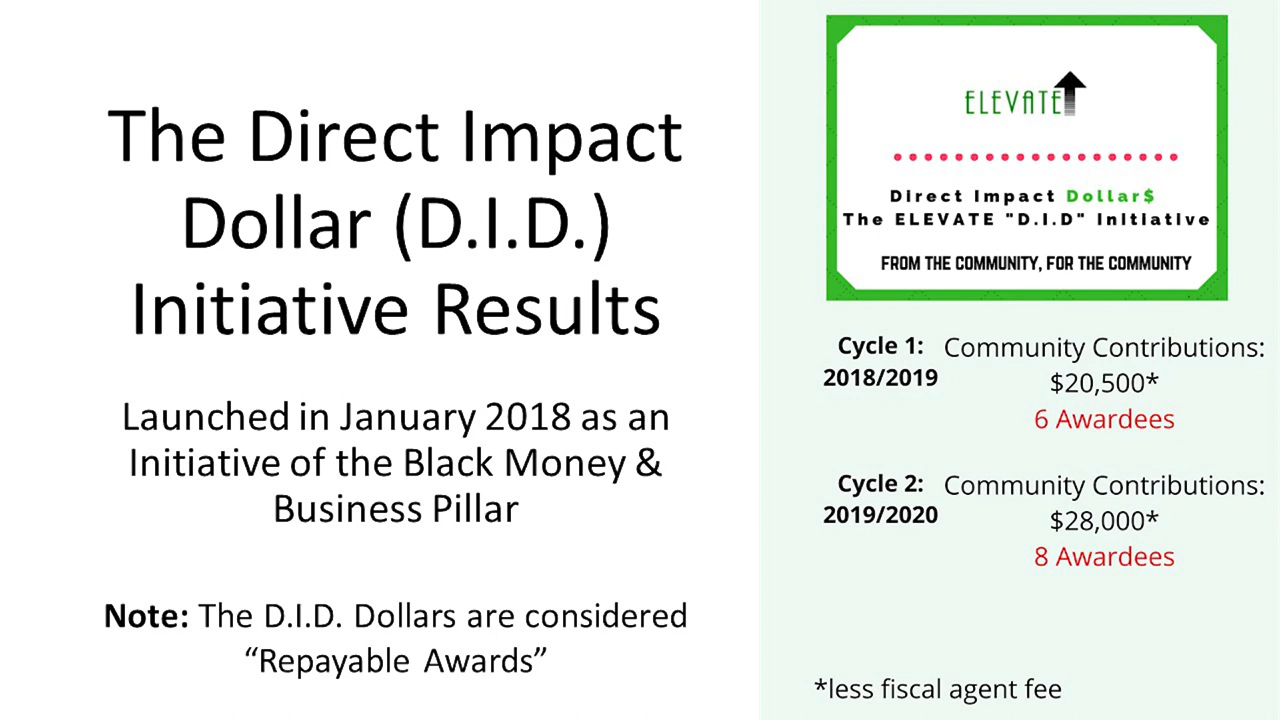 The Direct Impact
Dollar (D.I.D.)
Initiative Results
Launched in January 2018 as an
Initiative of the Black Money &
Business Pillar
Note: The D.I.D. Dollars are considered
“Repayable Awards”
ELEVATE
Direct Impact Dollar$
The ELEVATE "D.I.D" Initiative
FROM THE COMMUNITY, FOR THE COMMUNITY
Cycle 1:
2018/2019
Community Contributions:
$20,500*
6 Awardees
Cycle 2:
2019/2020
Community Contributions:
$28,000*
8 Awardees
*less fiscal agent fee